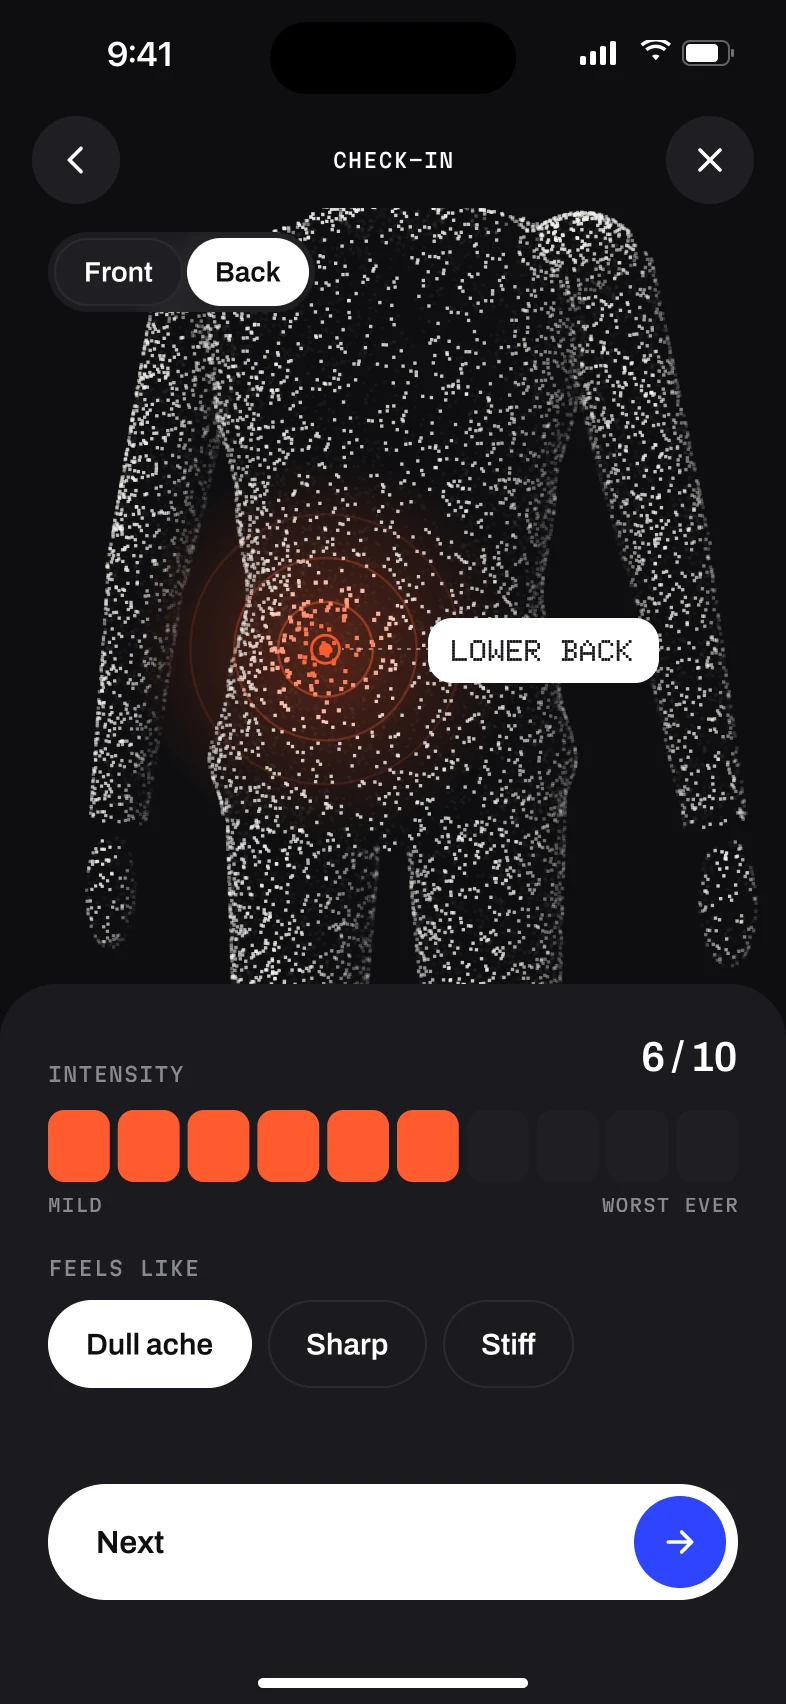 9:41
CHECK-IN
Front Back
LOWER BACK
6 / 10
INTENSITY
MILD WORST EVER
FEELS LIKE
Dull ache Sharp Stiff
Next